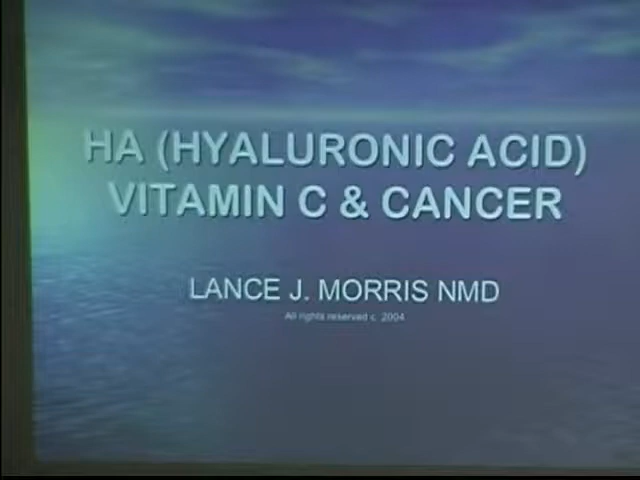 HA (HYALURONIC ACID)
VITAMIN C & CANCER
LANCE J. MORRIS NMD
All rights reserved c. 2004